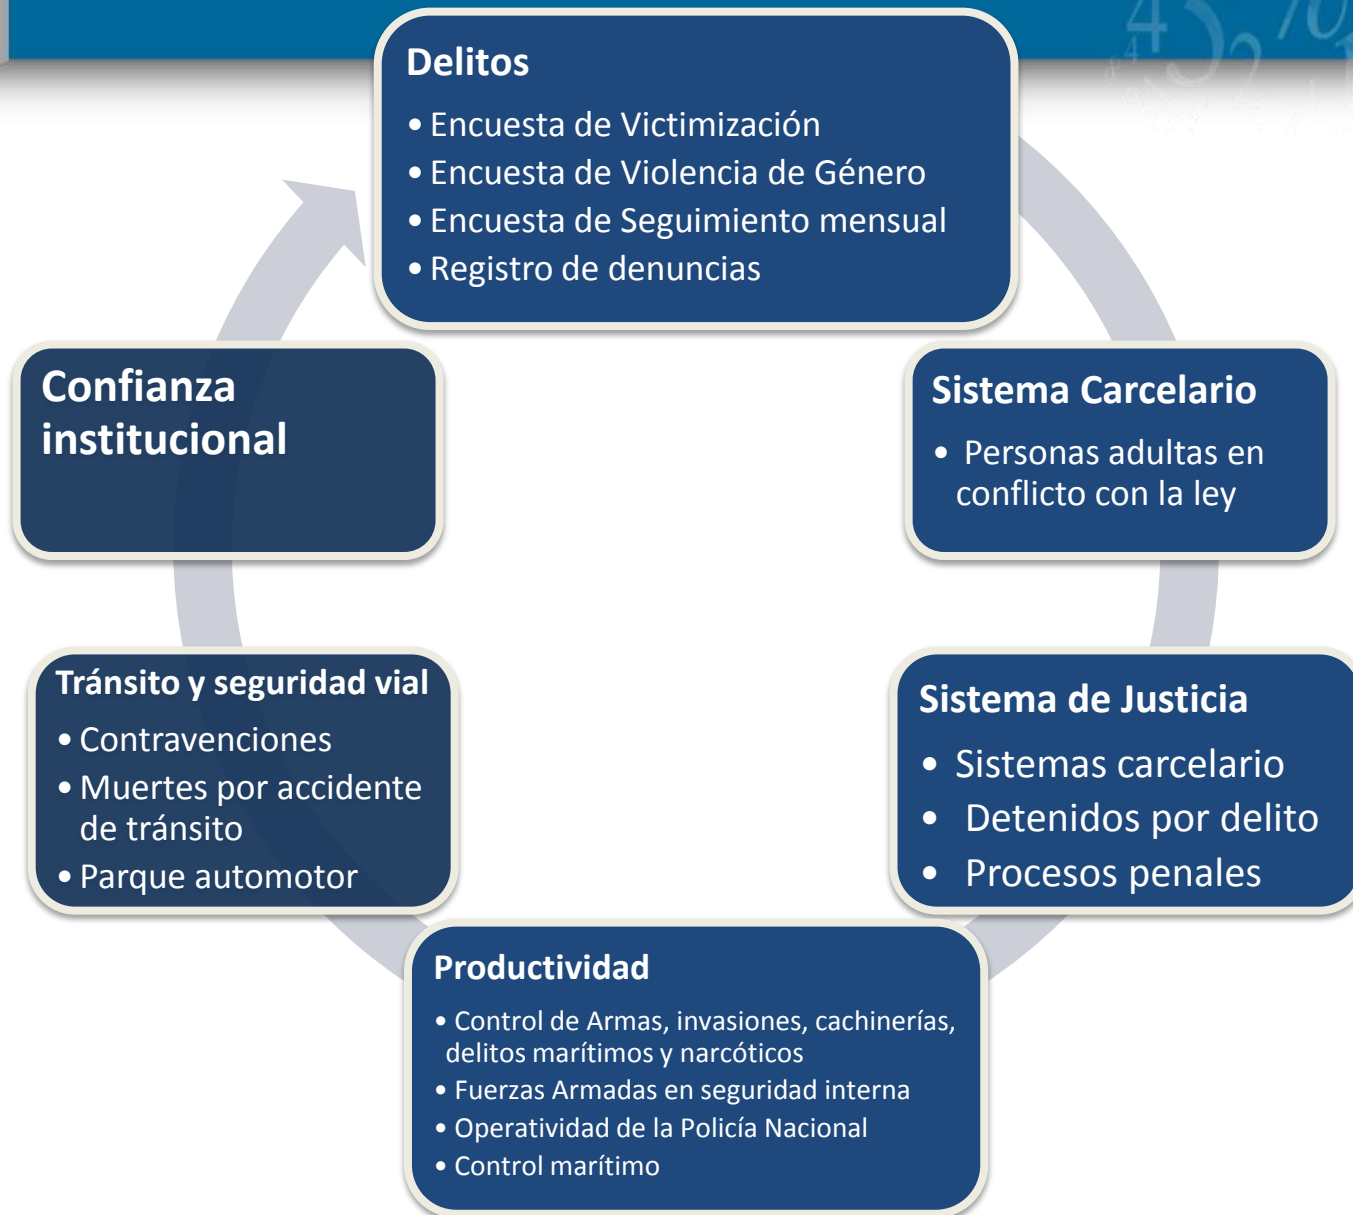 Delitos
• Encuesta de Victimización
• Encuesta de Violencia de Género
• Encuesta de Seguimiento mensual
• Registro de denuncias
Confianza
institucional
Sistema Carcelario
• Personas adultas en
conflicto con la ley
Tránsito y seguridad vial
• Contravenciones
• Muertes por accidente
de tránsito
• Parque automotor
Sistema de Justicia
• Sistemas carcelario
• Detenidos por delito
• Procesos penales
Productividad
• Control de Armas, invasiones, cachinerías,
delitos marítimos y narcóticos
• Fuerzas Armadas en seguridad interna
• Operatividad de la Policía Nacional
• Control marítimo